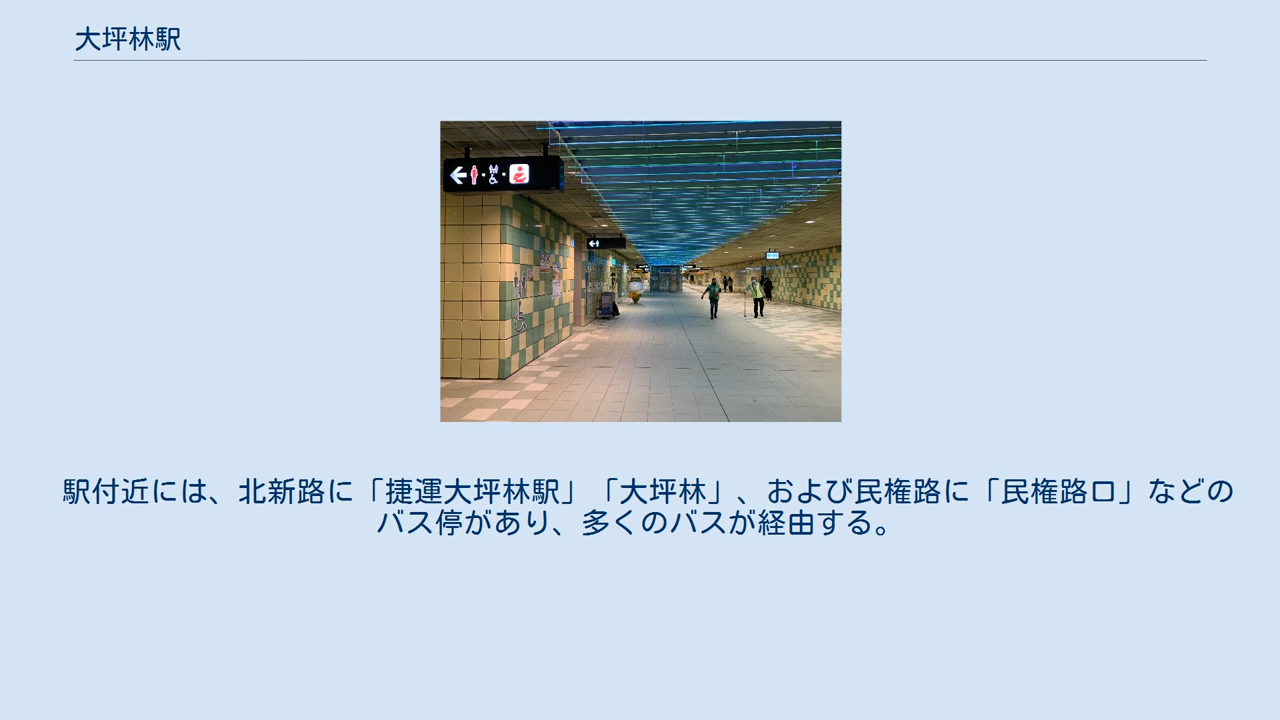 大坪林駅
駅付近には、北新路に「捷運大坪林駅」「大坪林」、および民権路に「民権路口」などの
バス停があり、多くのバスが経由する。